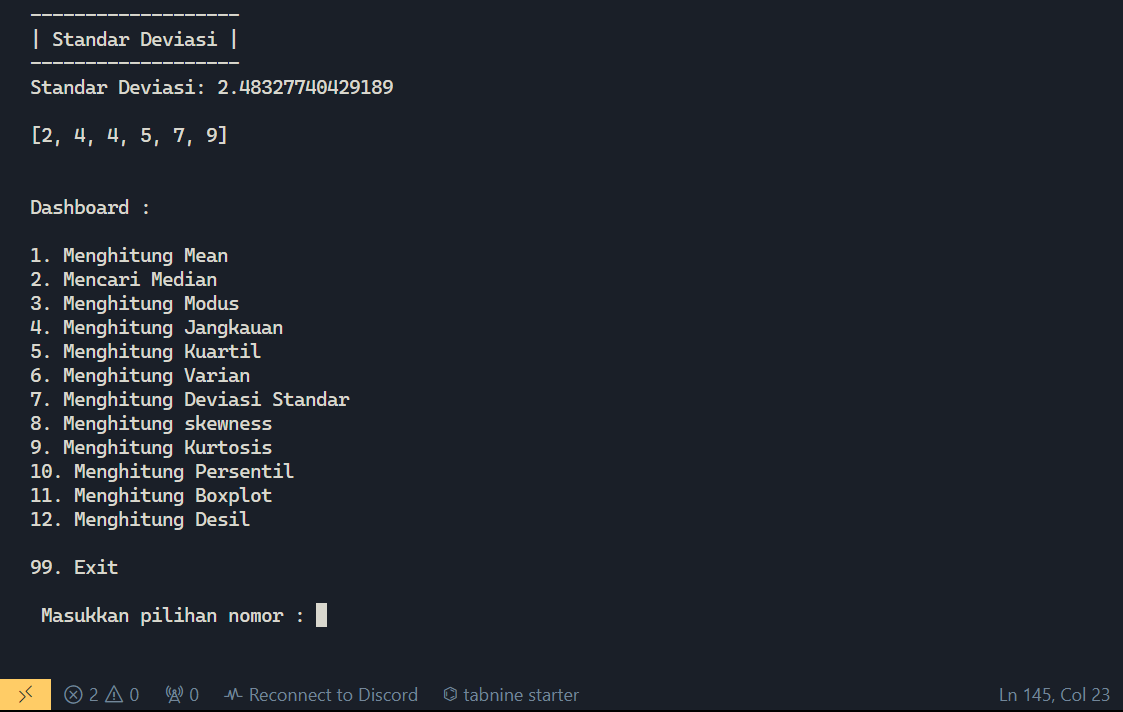 -------------------
| Standar Deviasi |
-------------------
Standar Deviasi: 2.48327740429189
[2, 4, 4, 5, 7, 9]
Dashboard :
1. Menghitung Mean
2. Mencari Median
3. Menghitung Modus
4. Menghitung Jangkauan
5. Menghitung Kuartil
6. Menghitung Varian
7. Menghitung Deviasi Standar
8. Menghitung skewness
9. Menghitung Kurtosis
10. Menghitung Persentil
11. Menghitung Boxplot
12. Menghitung Desil
99. Exit
Masukkan pilihan nomor :
2 0 0 Reconnect to Discord tabnine starter Ln 145, Col 23